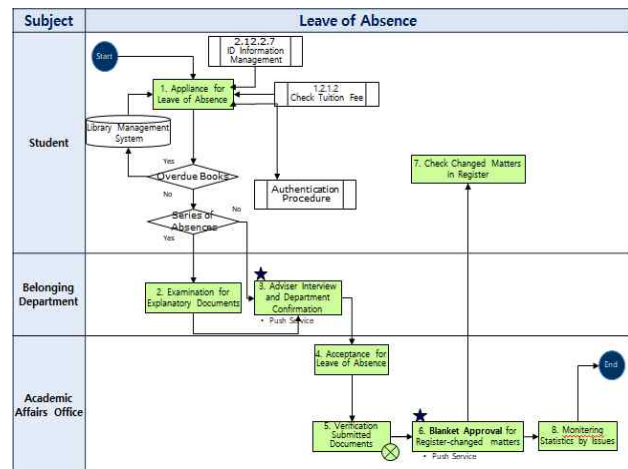 Subject
Leave of Absence
Start
2.12.2.7
ID Information
Management
1. Appliance for
Leave of Absence
1.2.1.2
Check Tuition Fee
Library Management
System
Student
Yes
Overdue Books
7. Check Changed Matters
in Register
Authentication
Procedure
No
Series of
Absences
No
Yes
Belonging
Department
2. Examination for
Explanatory Documents
3. Adviser Interview
and Department
Confirmation
• Push Service
4. Acceptance for
Leave of Absence
End
Academic
Affairs Office
5. Verification
Submitted
Documents
6. Blanket Approval for
Register-changed matters
• Push Service
8. Monitering
Statistics by Issues